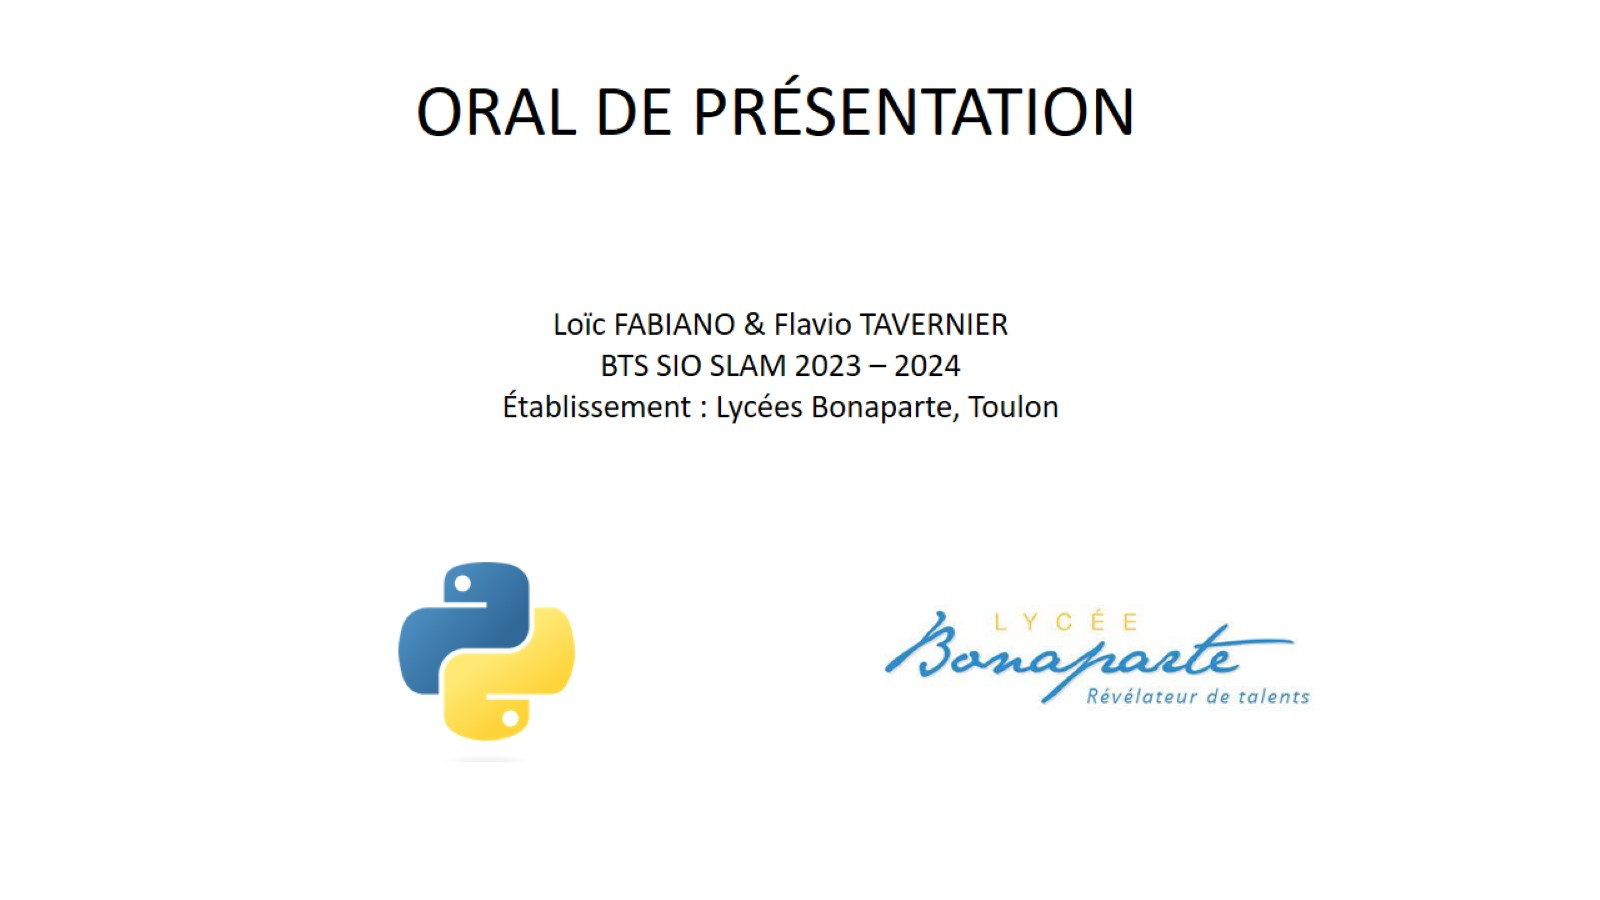 ORAL DE PRÉSENTATION
Loïc FABIANO & Flavio TAVERNIER
BTS SIO SLAM 2023 – 2024
Établissement : Lycées Bonaparte, Toulon
LYCÉE
Bonaparte
Révélateur de talents